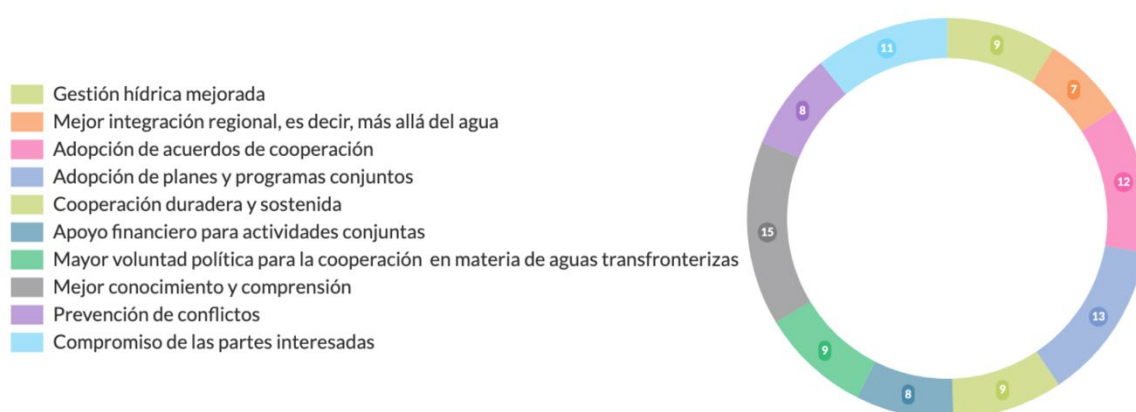 Gestión hídrica mejorada
Mejor integración regional, es decir, más allá del agua
Adopción de acuerdos de cooperación
Adopción de planes y programas conjuntos
Cooperación duradera y sostenida
Apoyo financiero para actividades conjuntas
Mayor voluntad política para la cooperación en materia de aguas transfronterizas
Mejor conocimiento y comprensión
Prevención de conflictos
Compromiso de las partes interesadas
9
7
12
13
9
8
9
15
8
11